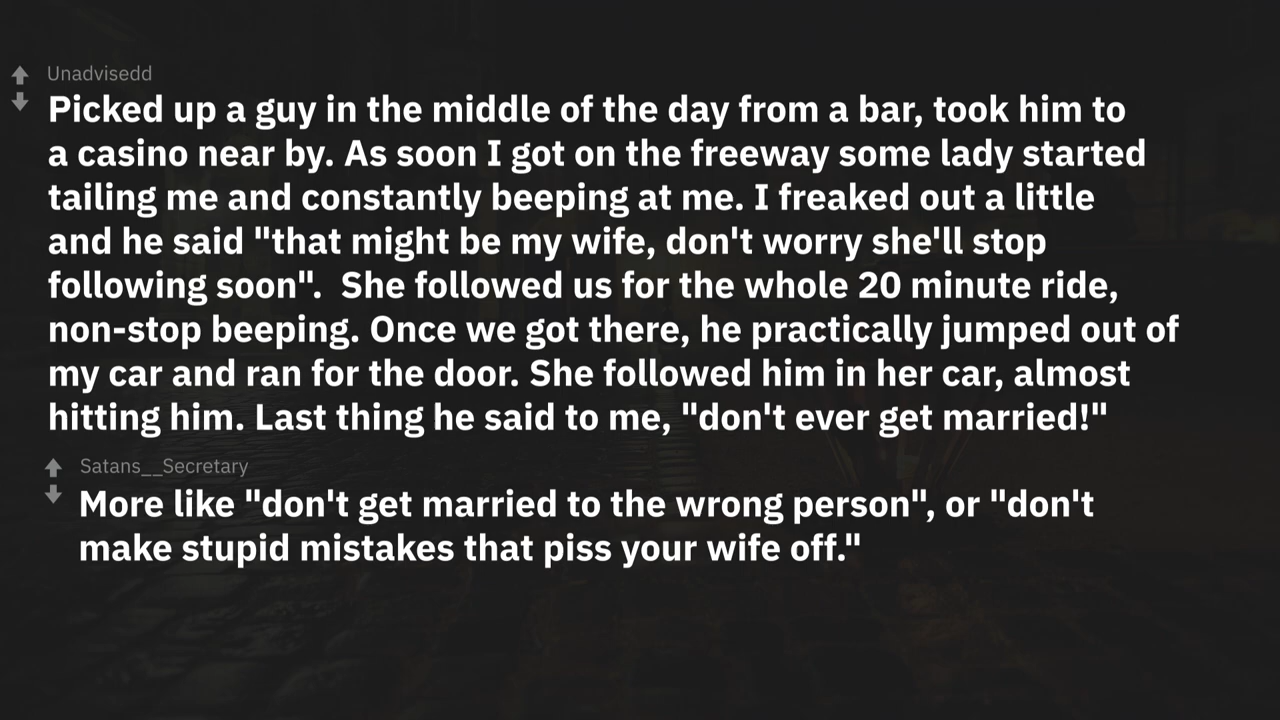 Unadvisedd
Picked up a guy in the middle of the day from a bar, took him to
a casino near by. As soon I got on the freeway some lady started
tailing me and constantly beeping at me. I freaked out a little
and he said "that might be my wife, don't worry she'll stop
following soon".  She followed us for the whole 20 minute ride,
non-stop beeping. Once we got there, he practically jumped out of
my car and ran for the door. She followed him in her car, almost
hitting him. Last thing he said to me, "don't ever get married!"
Satans__Secretary
More like "don't get married to the wrong person", or "don't
make stupid mistakes that piss your wife off."